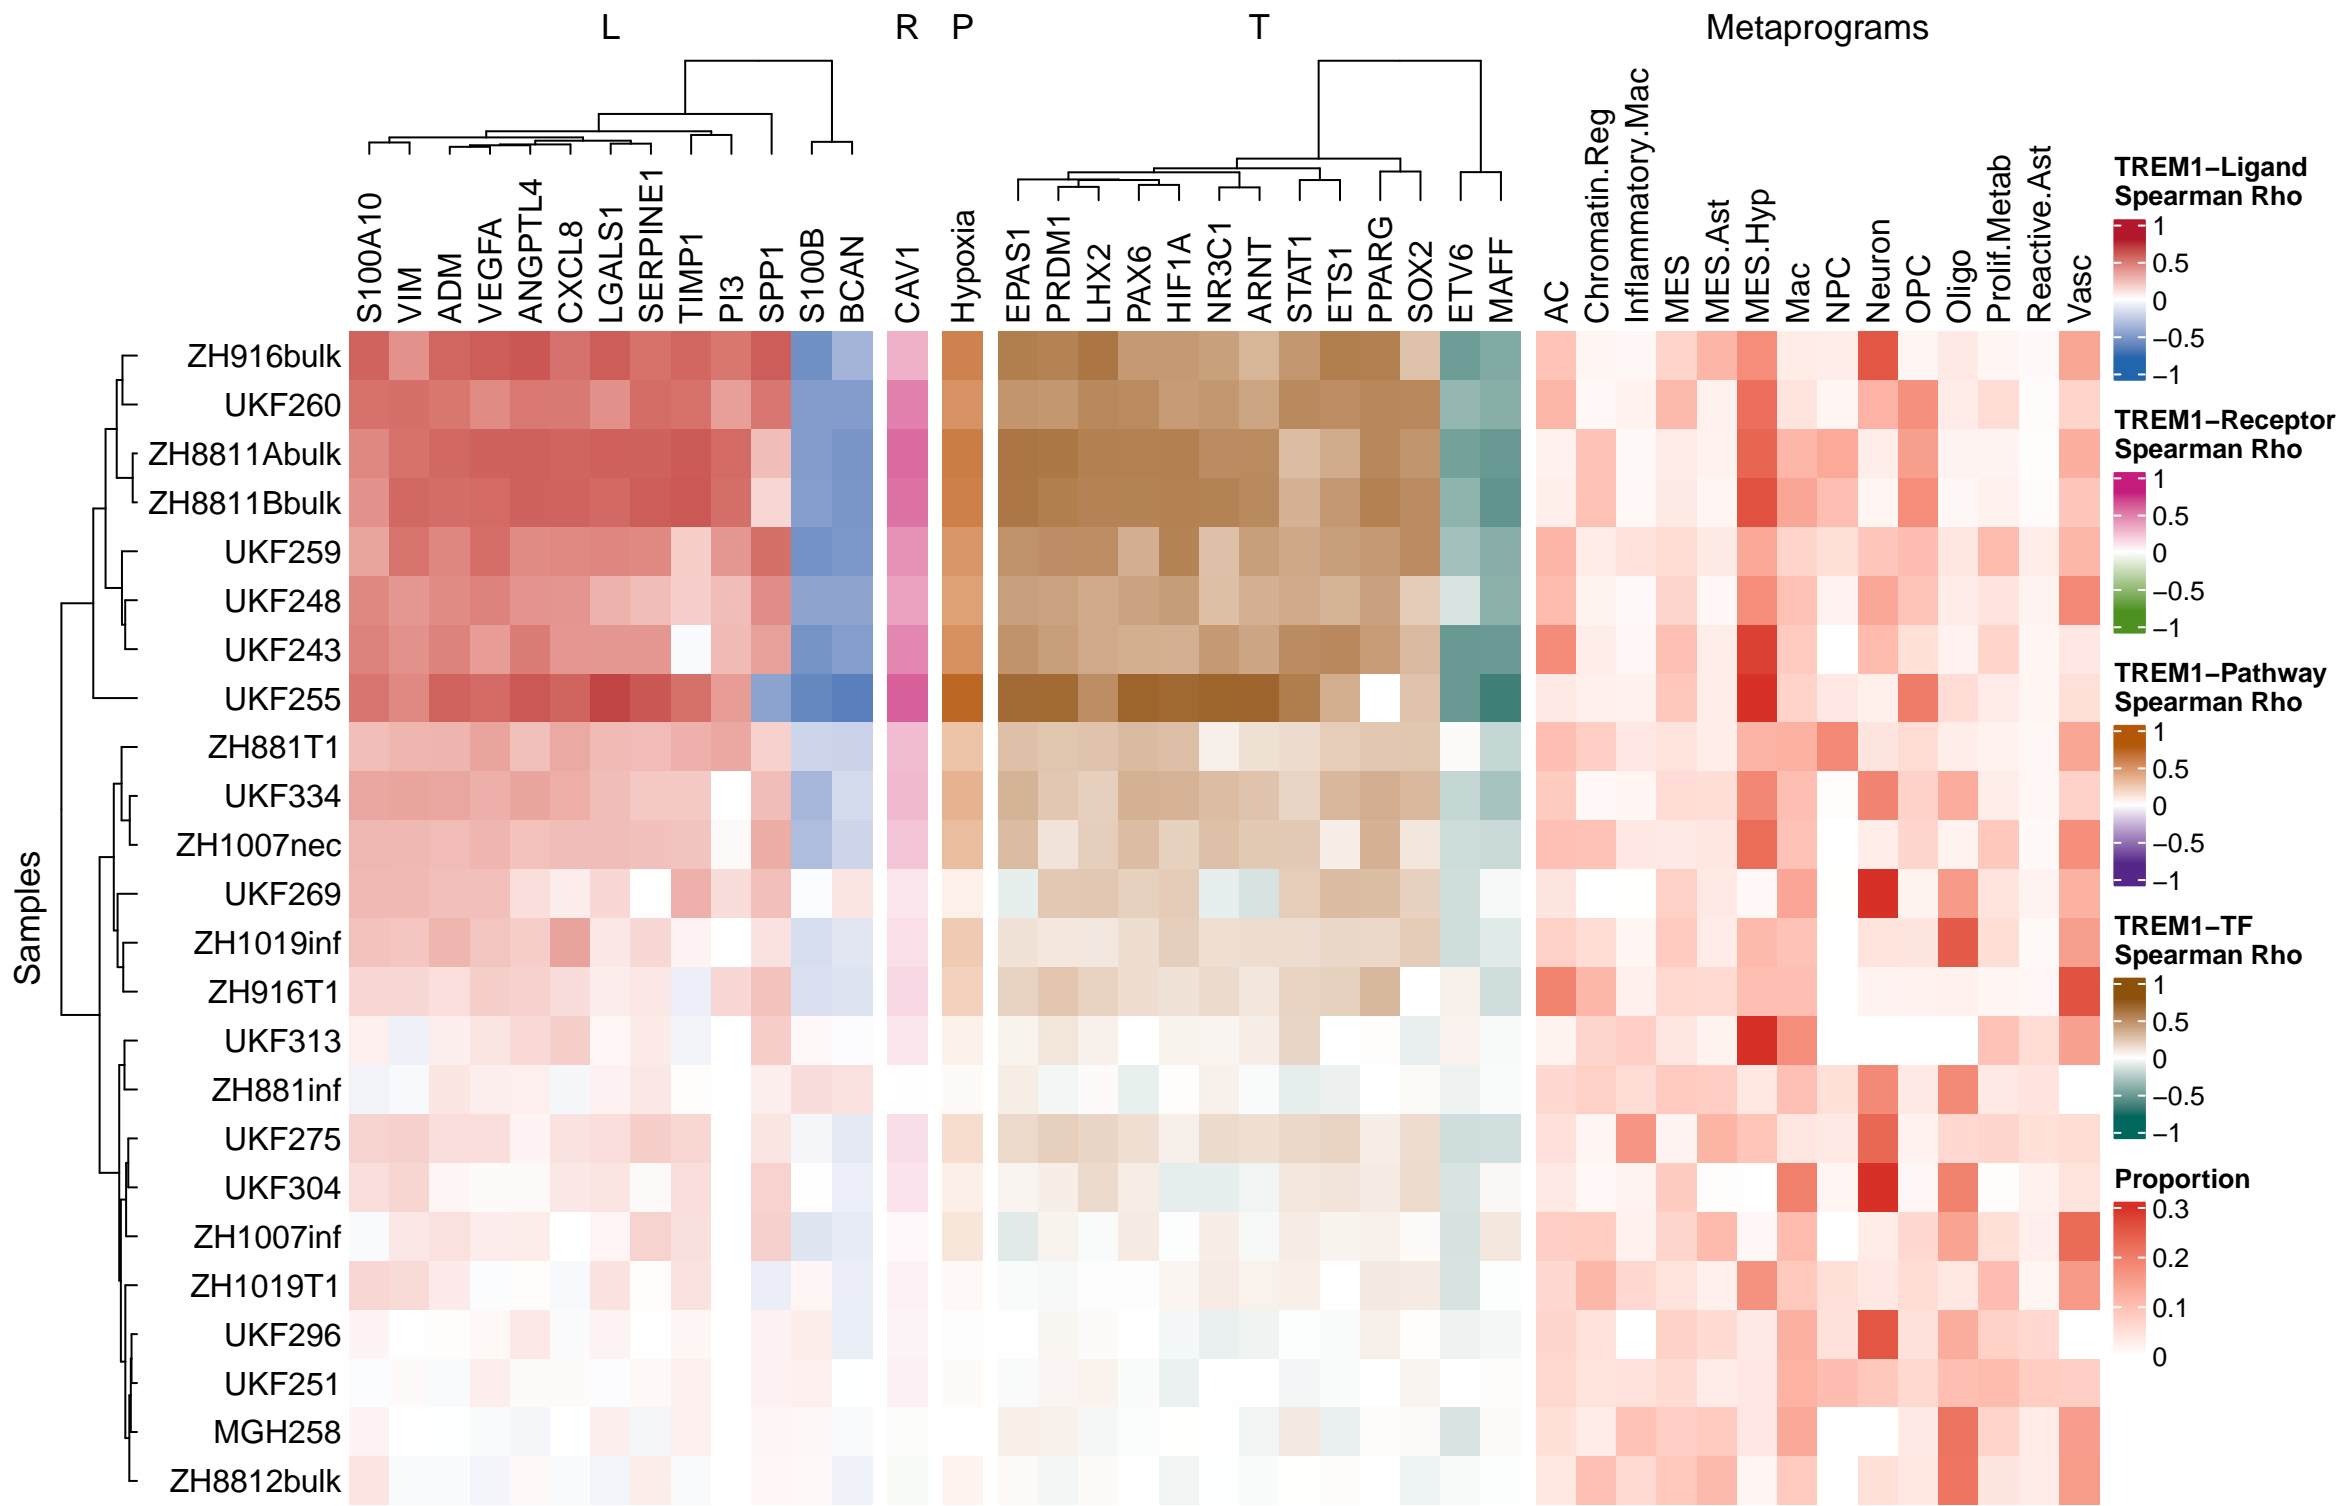 L
R
P
T
Metaprograms
S100A10
VIM
ADM
VEGFA
ANGPTL4
CXCL8
LGALS1
SERPINE1
TIMP1
PI3
SPP1
S100B
BCAN
CAV1
Hypoxia
EPAS1
PRDM1
LHX2
PAX6
HIF1A
NR3C1
ARNT
STAT1
ETS1
PPARG
SOX2
ETV6
MAFF
AC
Chromatin.Reg
Inflammatory.Mac
MES
MES.Ast
MES.Hyp
Mac
NPC
Neuron
OPC
Oligo
Prolif.Metab
Reactive.Ast
Vasc
Samples
ZH916bulk
UKF260
ZH8811Abulk
ZH8811Bbulk
UKF259
UKF248
UKF243
UKF255
ZH881T1
UKF334
ZH1007nec
UKF269
ZH1019inf
ZH916T1
UKF313
ZH881inf
UKF275
UKF304
ZH1007inf
ZH1019T1
UKF296
UKF251
MGH258
ZH8812bulk
TREM1−Ligand
Spearman Rho
1
0.5
0
−0.5
−1
TREM1−Receptor
Spearman Rho
1
0.5
0
−0.5
−1
TREM1−Pathway
Spearman Rho
1
0.5
0
−0.5
−1
TREM1−TF
Spearman Rho
1
0.5
0
−0.5
−1
Proportion
0.3
0.2
0.1
0